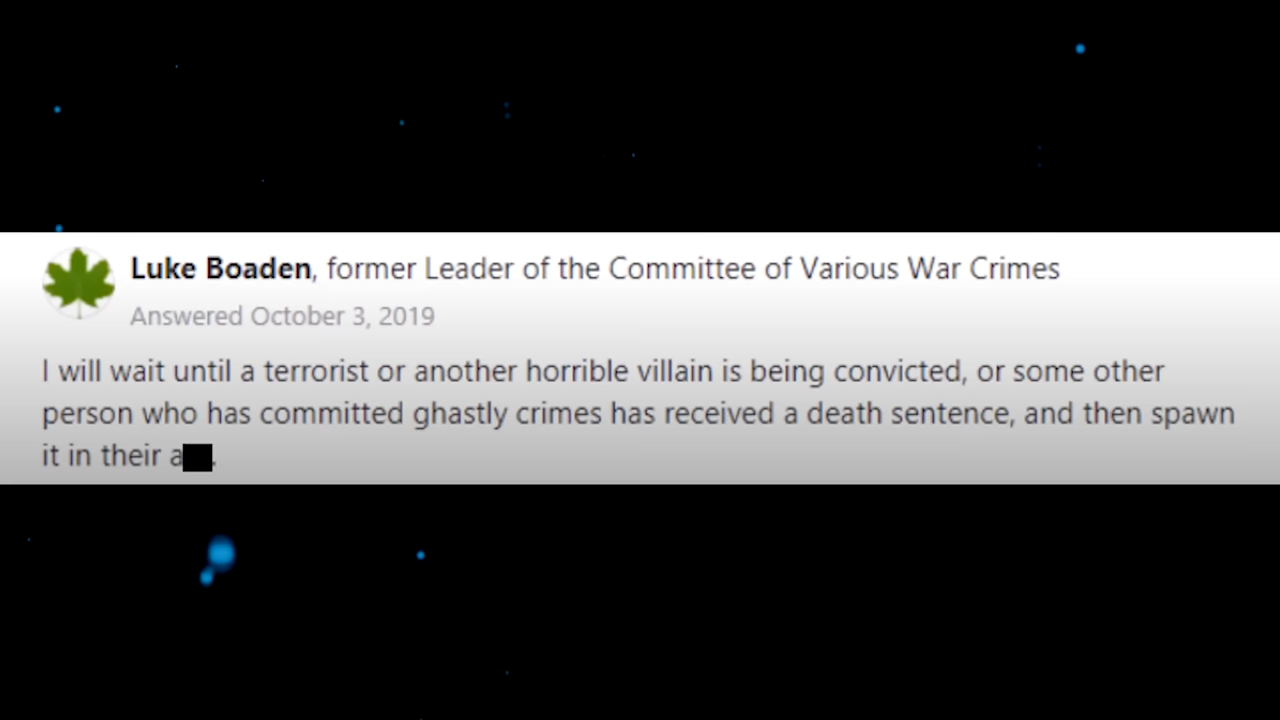 Luke Boaden, former Leader of the Committee of Various War Crimes
Answered October 3, 2019
I will wait until a terrorist or another horrible villain is being convicted, or some other
person who has committed ghastly crimes has received a death sentence, and then spawn
it in their a.